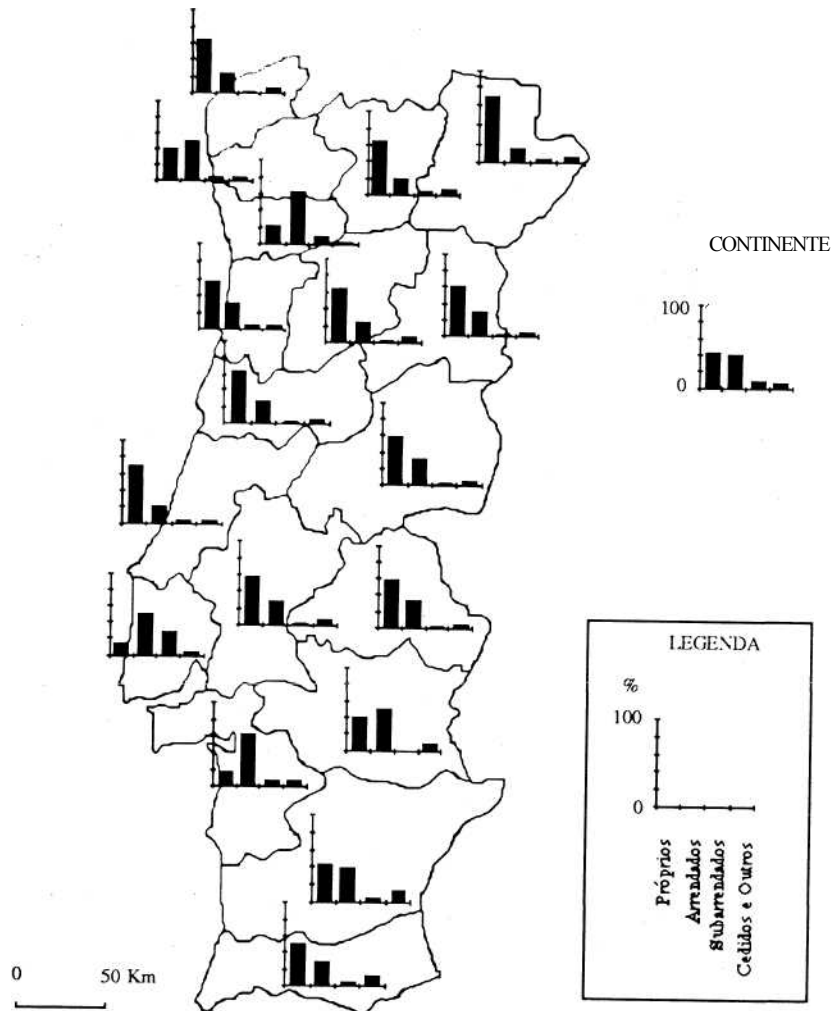 CONTINENTE
100
0
LEGENDA
%
100
0
Próprios
Arrendados
Subarrendados
Cedidos e Outros
0 50 Km